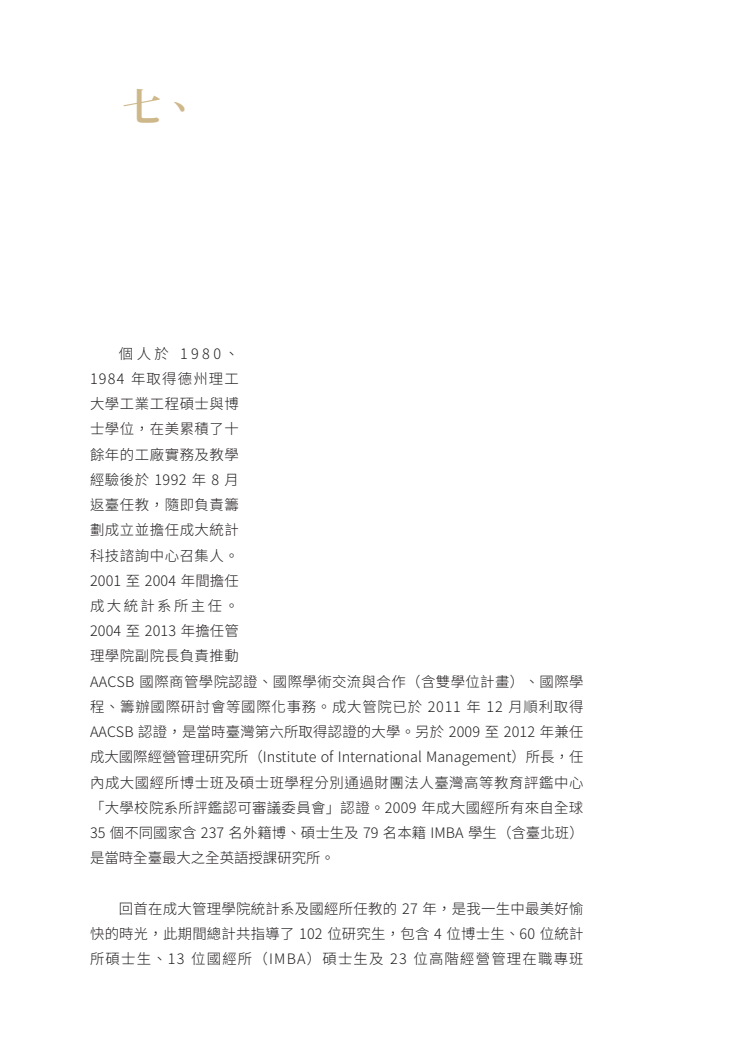 七、
個人於 1980、
1984 年取得德州理工
大學工業工程碩士與博
士學位，在美累積了十
餘年的工廠實務及教學
經驗後於 1992 年 8 月
返臺任教，隨即負責籌
劃成立並擔任成大統計
科技諮詢中心召集人。
2001 至 2004 年間擔任
成大統計系所主任。
2004 至 2013 年擔任管
理學院副院長負責推動
AACSB 國際商管學院認證、國際學術交流與合作（含雙學位計畫）、國際學
程、籌辦國際研討會等國際化事務。成大管院已於 2011 年 12 月順利取得
AACSB 認證，是當時臺灣第六所取得認證的大學。另於 2009 至 2012 年兼任
成大國際經營管理研究所（Institute of International Management）所長，任
內成大國經所博士班及碩士班學程分別通過財團法人臺灣高等教育評鑑中心
「大學校院系所評鑑認可審議委員會」認證。2009 年成大國經所有來自全球
35 個不同國家含 237 名外籍博、碩士生及 79 名本籍 IMBA 學生（含臺北班）
是當時全臺最大之全英語授課研究所。
回首在成大管理學院統計系及國經所任教的 27 年，是我一生中最美好愉
快的時光，此期間總計共指導了 102 位研究生，包含 4 位博士生、60 位統計
所碩士生、13 位國經所（IMBA）碩士生及 23 位高階經營管理在職專班